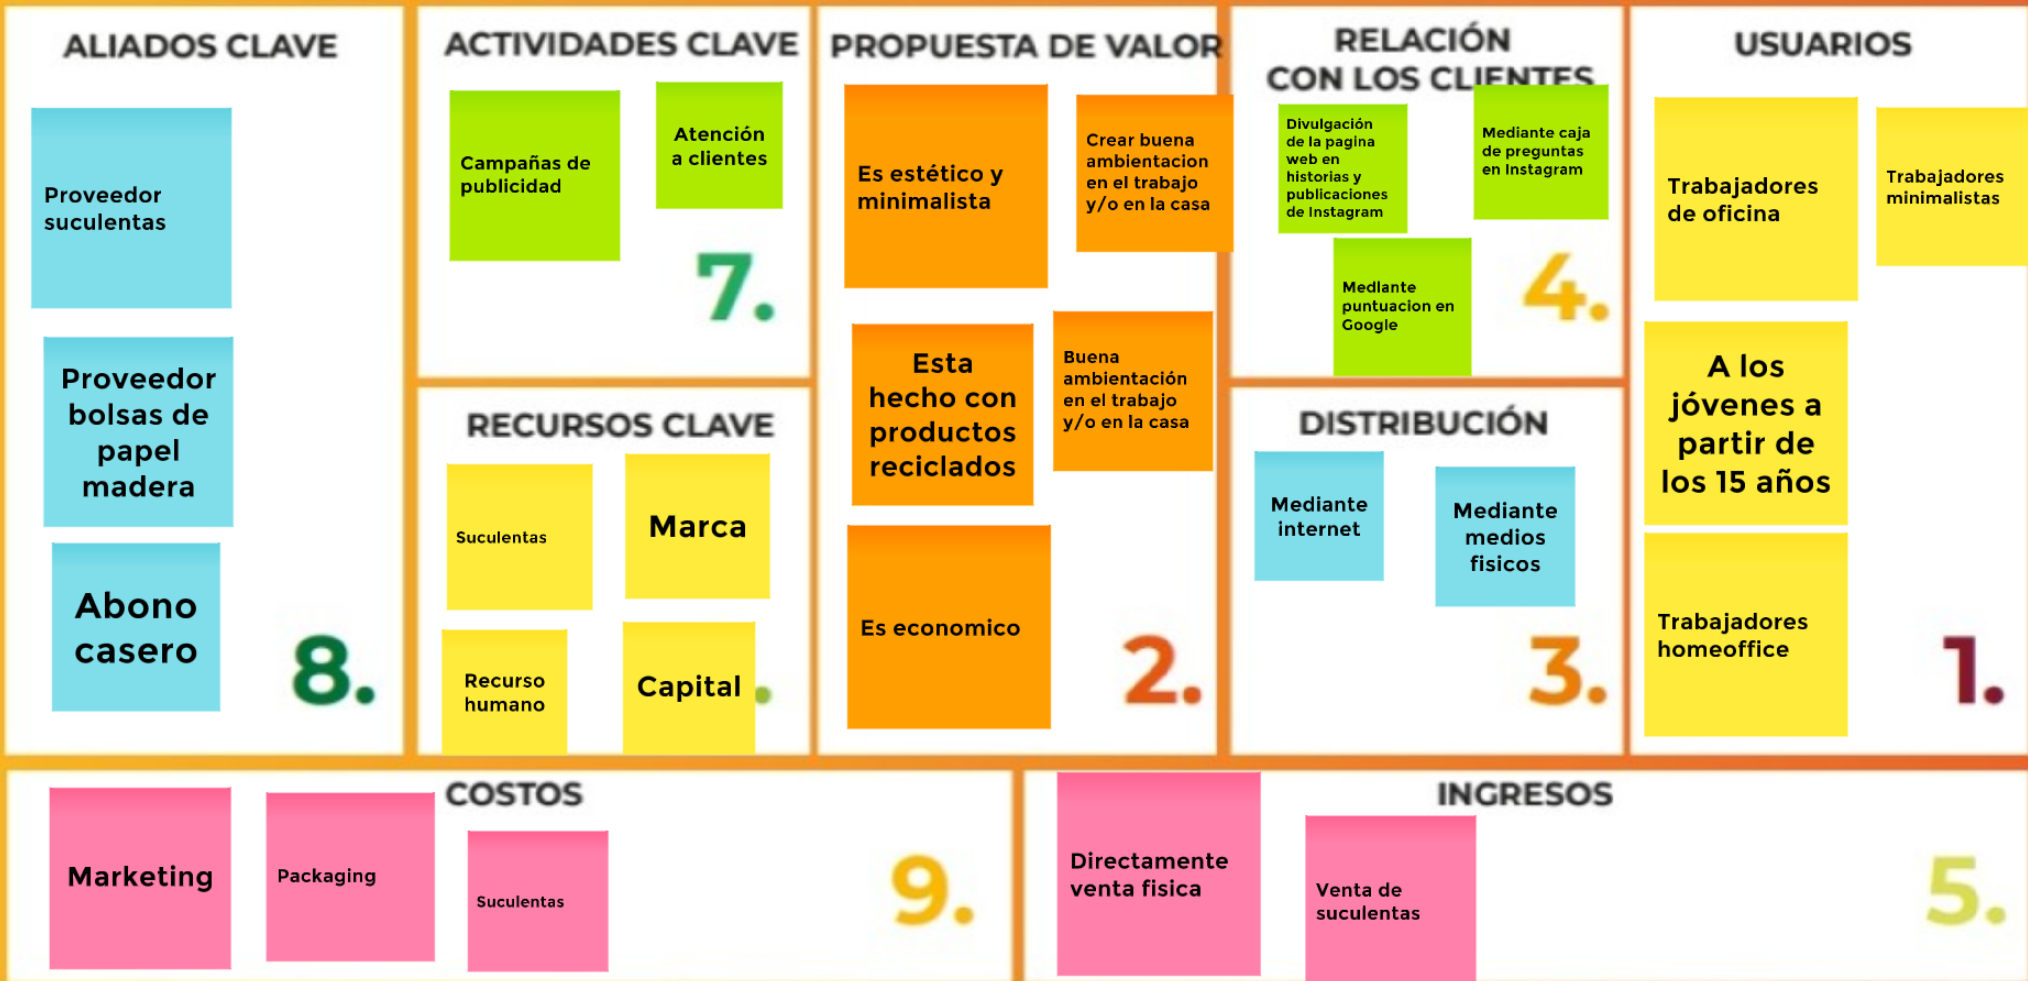 ALIADOS CLAVE
Proveedor
suculentas
Proveedor
bolsas de
papel
madera
Abono
casero
8.
ACTIVIDADES CLAVE
Campañas de
publicidad
Atención
a clientes
7.
RECURSOS CLAVE
Suculentas
Marca
Recurso
humano
Capital
PROPUESTA DE VALOR
Es estético y
minimalista
Crear buena
ambientacion
en el trabajo
y/o en la casa
Esta
hecho con
productos
reciclados
Buena
ambientación
en el trabajo
y/o en la casa
Es economico
2.
RELACIÓN
CON LOS CLIENTES
Divulgación
de la pagina
web en
historias y
publicaciones
de Instagram
Mediante caja
de preguntas
en Instagram
Mediante
puntuacion en
Google
4.
DISTRIBUCIÓN
Mediante
internet
Mediante
medios
fisicos
3.
USUARIOS
Trabajadores
de oficina
Trabajadores
minimalistas
A los
jóvenes a
partir de
los 15 años
Trabajadores
homeoffice
1.
COSTOS
Marketing
Packaging
Suculentas
9.
INGRESOS
Directamente
venta fisica
Venta de
suculentas
5.